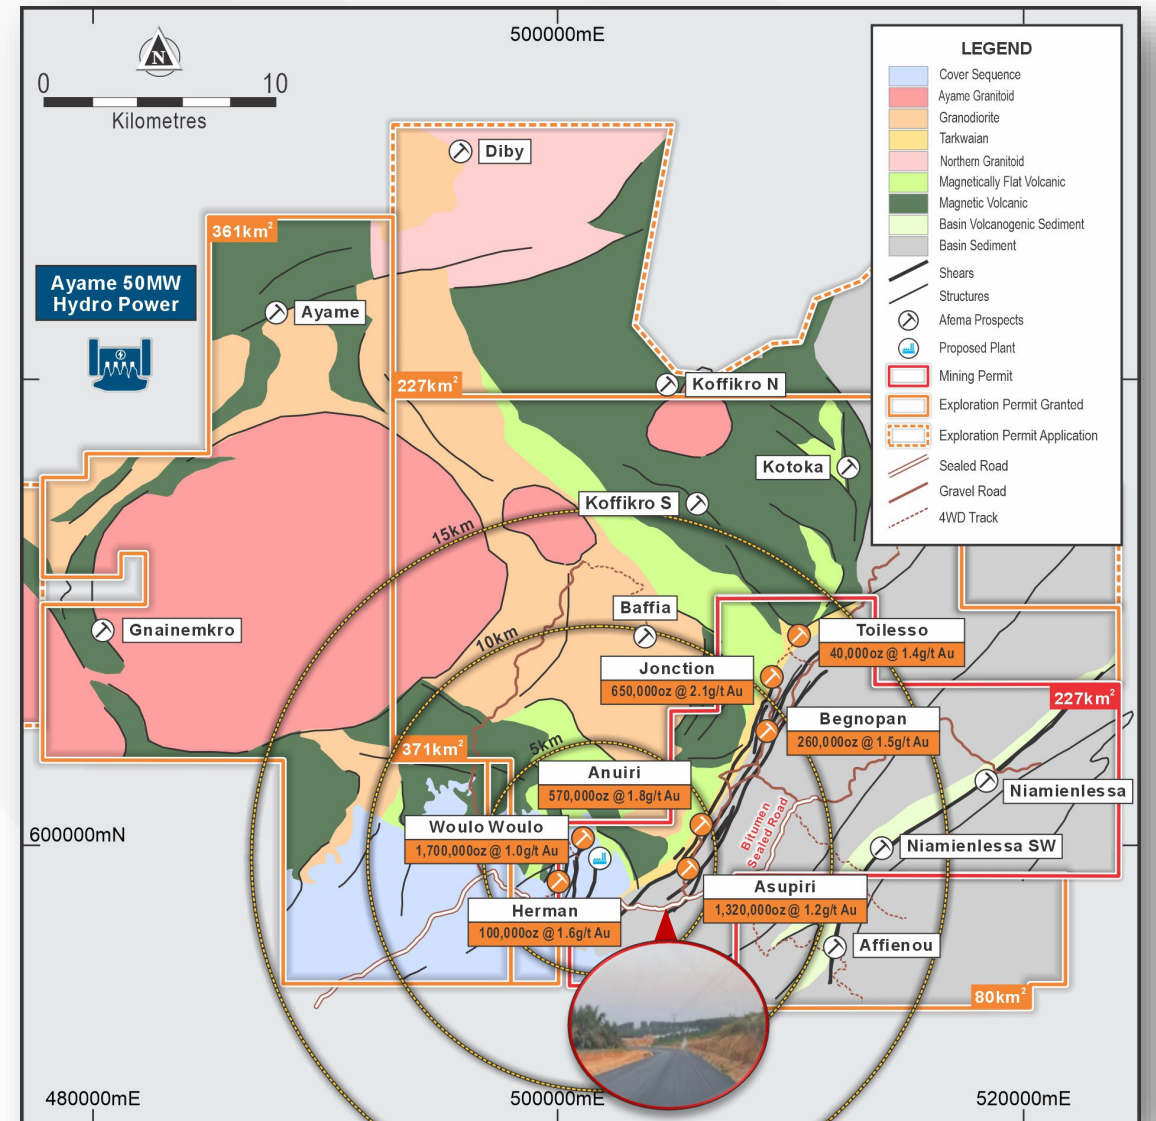 500000mE
N
0 10
Kilometres
LEGEND
Cover Sequence
Ayame Granitoid
Granodiorite
Tarkwaian
Northern Granitoid
Magnetically Flat Volcanic
Magnetic Volcanic
Basin Volcanogenic Sediment
Basin Sediment
Shears
Structures
Afema Prospects
Proposed Plant
Mining Permit
Exploration Permit Granted
Exploration Permit Application
Sealed Road
Gravel Road
4WD Track
Diby
361km²
Ayame 50MW
Hydro Power
Ayame
227km²
Koffikro N
Kotoka
Koffikro S
15km
Baffia
Gnainemkro
10km
Toilesso
40,000oz @ 1.4g/t Au
Jonction
650,000oz @ 2.1g/t Au
227km²
Begnopan
260,000oz @ 1.5g/t Au
371km²
5km
Anuiri
570,000oz @ 1.8g/t Au
Niamienlessa
Bitumen
Sealed Road
600000mN
Woulo Woulo
1,700,000oz @ 1.0g/t Au
Niamienlessa SW
Asupiri
1,320,000oz @ 1.2g/t Au
Herman
100,000oz @ 1.6g/t Au
Affienou
80km²
480000mE
500000mE
520000mE